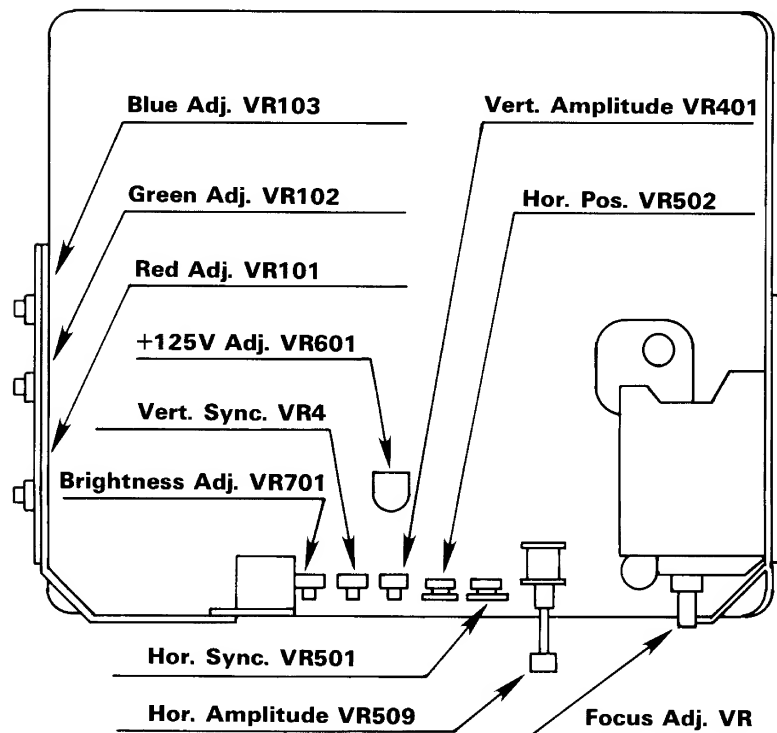 Blue Adj. VR103
Vert. Amplitude VR401
Green Adj. VR102
Hor. Pos. VR502
Red Adj. VR101
+125V Adj. VR601
Vert. Sync. VR4
Brightness Adj. VR701
Hor. Sync. VR501
Hor. Amplitude VR509
Focus Adj. VR